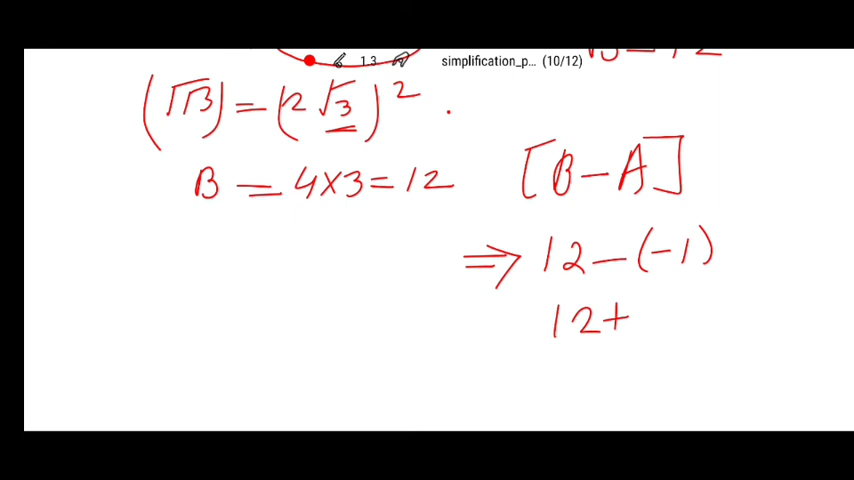 1.3 simplification_p... (10/12)
(√B) = (2√3)² .
B = 4×3=12
[B-A]
⇒ 12-(-1)
12+